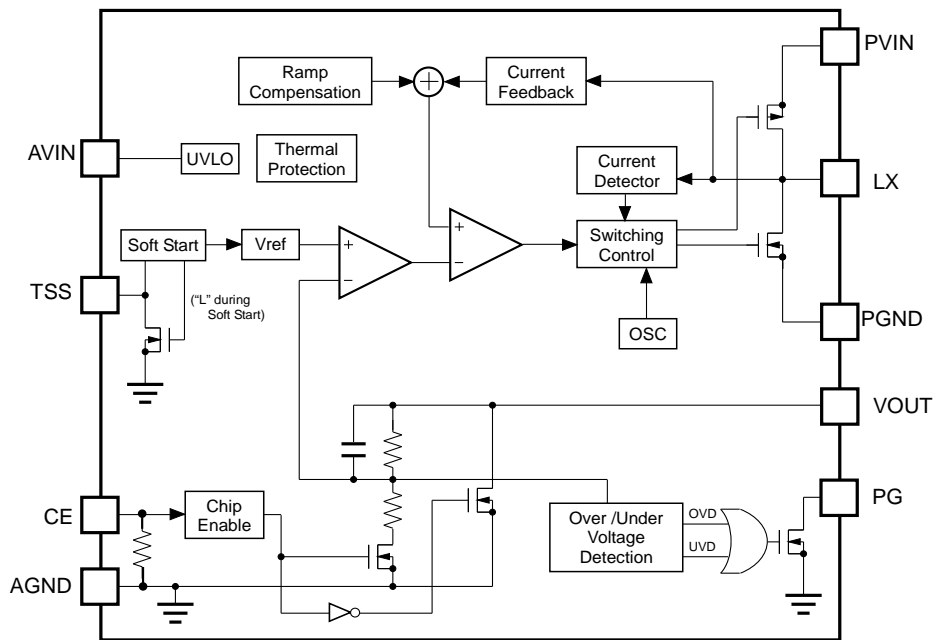 PVIN
Ramp
Compensation
+
Current
Feedback
AVIN
UVLO
Thermal
Protection
Current
Detector
LX
Soft Start
Vref
+
−
+
−
Switching
Control
TSS
("L" during
Soft Start)
OSC
PGND
VOUT
CE
Chip
Enable
Over /Under
Voltage
Detection
OVD
UVD
PG
AGND